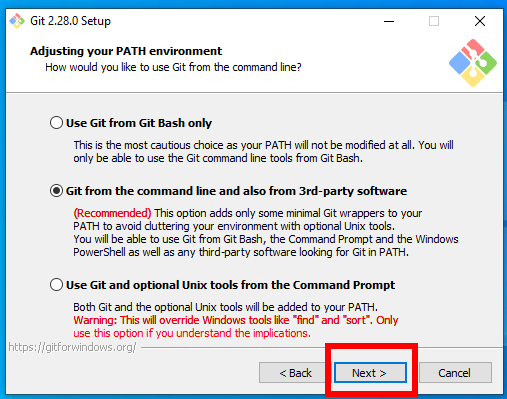 Git 2.28.0 Setup
Adjusting your PATH environment
How would you like to use Git from the command line?
Use Git from Git Bash only
This is the most cautious choice as your PATH will not be modified at all. You will
only be able to use the Git command line tools from Git Bash.
Git from the command line and also from 3rd-party software
(Recommended) This option adds only some minimal Git wrappers to your
PATH to avoid cluttering your environment with optional Unix tools.
You will be able to use Git from Git Bash, the Command Prompt and the Windows
PowerShell as well as any third-party software looking for Git in PATH.
Use Git and optional Unix tools from the Command Prompt
Both Git and the optional Unix tools will be added to your PATH.
Warning: This will override Windows tools like "find" and "sort". Only
use this option if you understand the implications.
https://gitforwindows.org/
< Back Next > Cancel